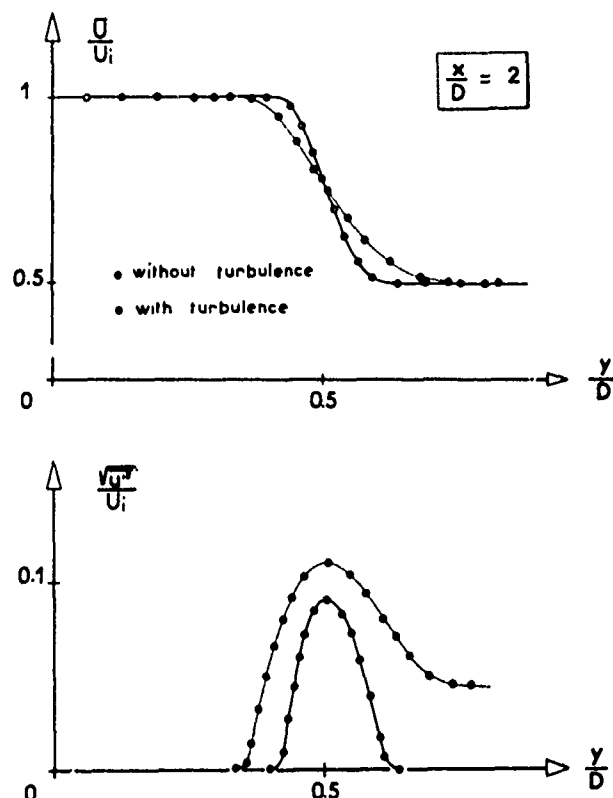 U̅
Ui
x/D = 2
1
0.5
• without turbulence
• with turbulence
0
0.5
y/D
√u'²
Ui
0.1
0
0.5
y/D